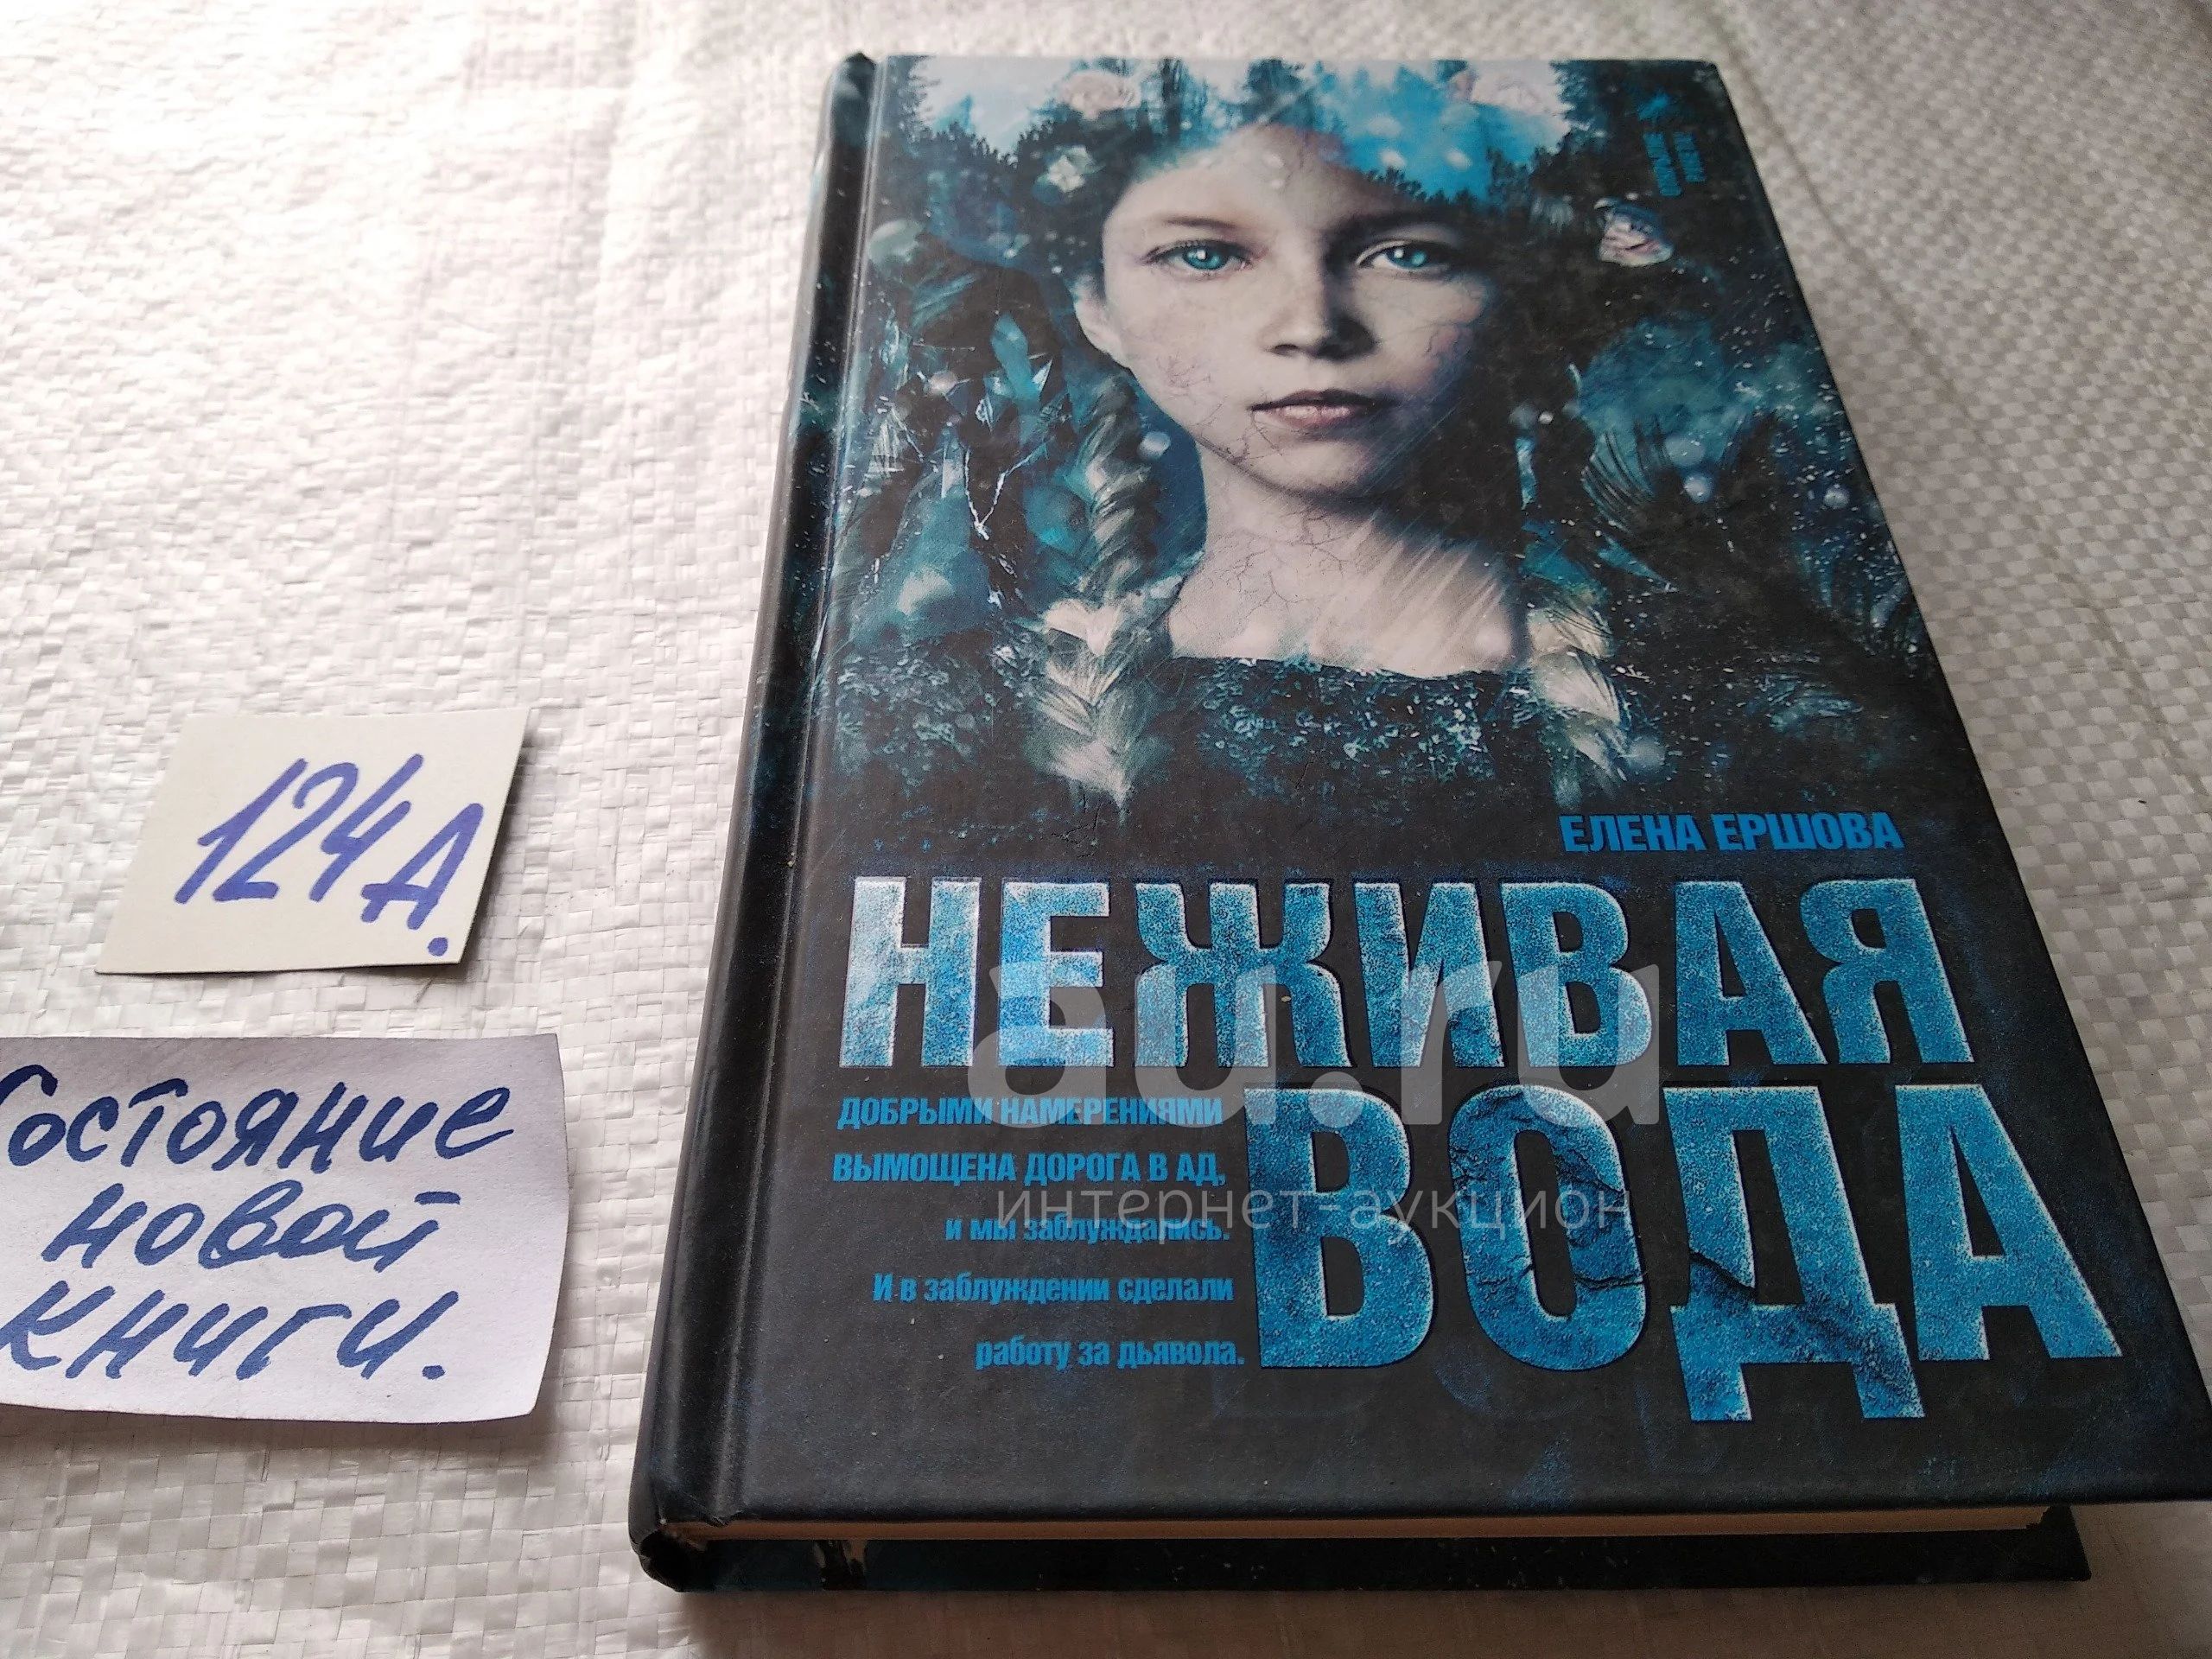 ЕЛЕНА ЕРШОВА
НЕЖИВАЯ
ВОДА
ДОБРЫМИ НАМЕРЕНИЯМИ
ВЫМОЩЕНА ДОРОГА В АД,
и мы заблуждались.
И в заблуждении сделали
работу за дьявола.
124Д.
Состояние
новой
книги.
au.ru
интернет-аукцион